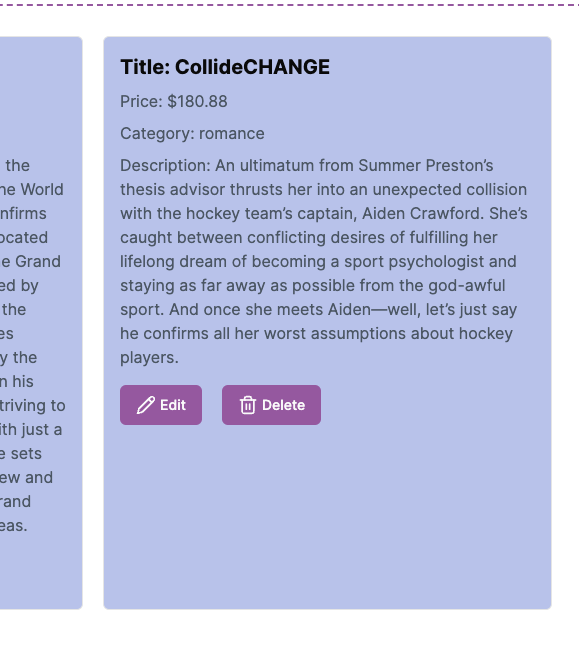 Title: CollideCHANGE
Price: $180.88
Category: romance
Description: An ultimatum from Summer Preston’s
thesis advisor thrusts her into an unexpected collision
with the hockey team’s captain, Aiden Crawford. She’s
caught between conflicting desires of fulfilling her
lifelong dream of becoming a sport psychologist and
staying as far away as possible from the god-awful
sport. And once she meets Aiden—well, let’s just say
he confirms all her worst assumptions about hockey
players.
Edit
Delete
the
World
ocated
Grand
ed by
the
es
y the
n his
triving to
ith just a
sets
ew and
rand
eas.